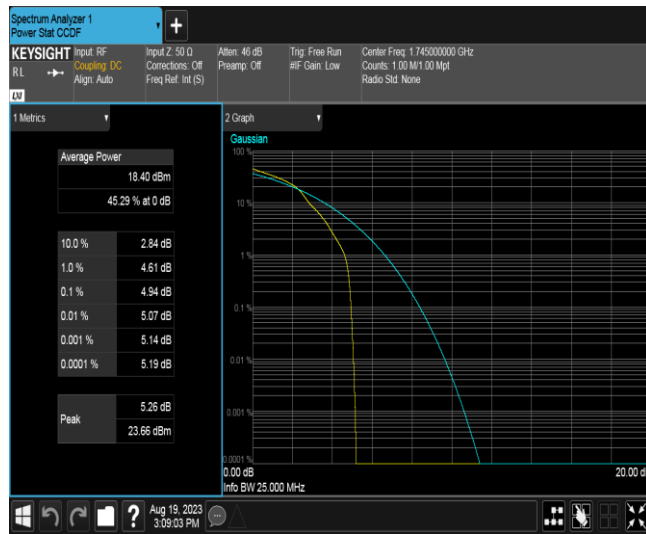 Spectrum Analyzer 1
Power Stat CCDF
+
KEYSIGHT
RL
LXI
Input: RF
Coupling: DC
Align: Auto
Input Z: 50 Ω
Corrections: Off
Freq Ref: Int (S)
Atten: 46 dB
Preamp: Off
Trig: Free Run
#IF Gain: Low
Center Freq: 1.745000000 GHz
Counts: 1.00 M/1.00 Mpt
Radio Std: None
1 Metrics
Average Power
18.40 dBm
45.29 % at 0 dB
10.0 % 2.84 dB
1.0 % 4.61 dB
0.1 % 4.94 dB
0.01 % 5.07 dB
0.001 % 5.14 dB
0.0001 % 5.19 dB
Peak
5.26 dB
23.66 dBm
2 Graph
Gaussian
100 %
10 %
1 %
0.1 %
0.01 %
0.001 %
0.0001 %
0.00 dB
20.00 d
Info BW 25.000 MHz
?
Aug 19, 2023
3:09:03 PM